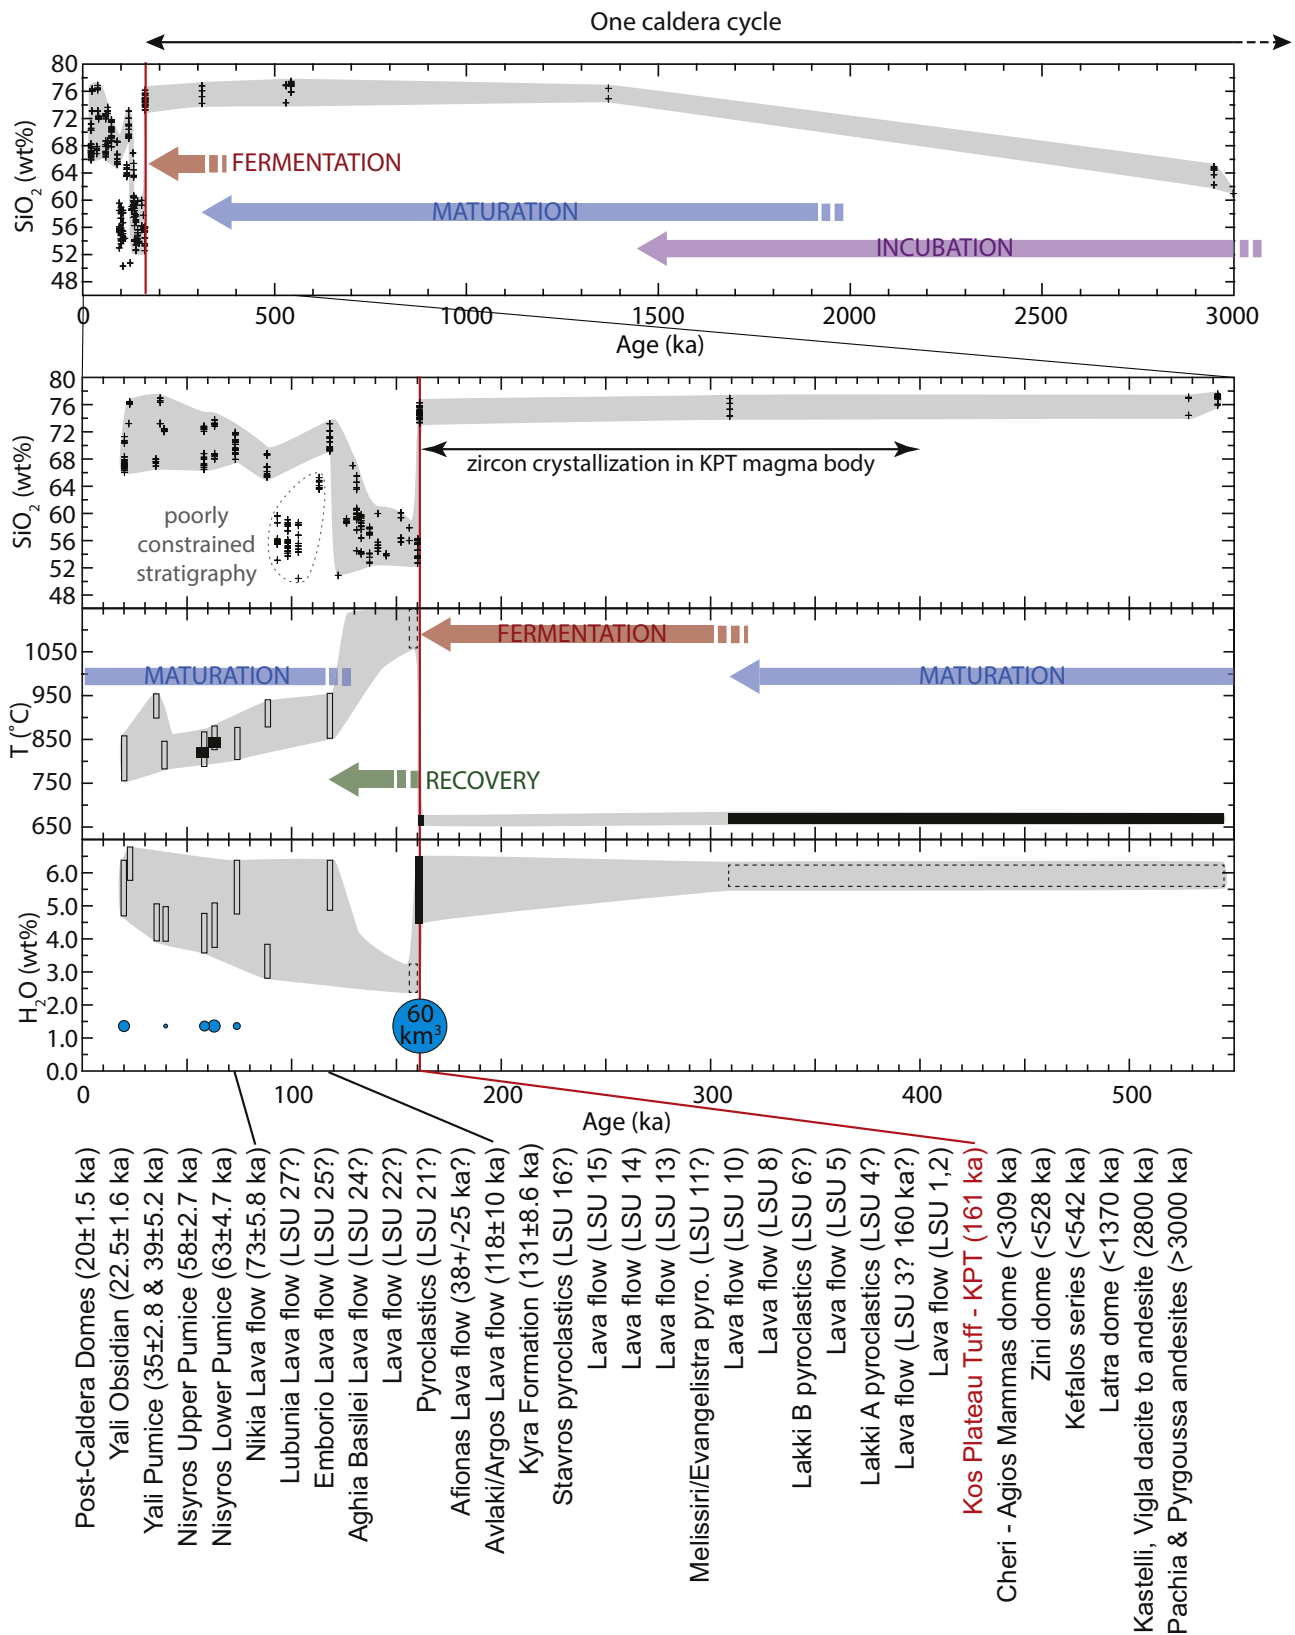 One caldera cycle
80
76
72
68
64
60
56
52
48
SiO2 (wt%)
FERMENTATION
MATURATION
INCUBATION
0 500 1000 1500 2000 2500 3000
Age (ka)
80
76
72
68
64
60
56
52
48
SiO2 (wt%)
zircon crystallization in KPT magma body
poorly
constrained
stratigraphy
1050
950
850
750
650
T (°C)
FERMENTATION
MATURATION
MATURATION
RECOVERY
6.0
5.0
4.0
3.0
2.0
1.0
0.0
H2O (wt%)
60
km3
0 100 200 300 400 500
Age (ka)
Post-Caldera Domes (20±1.5 ka)
Yali Obsidian (22.5±1.6 ka)
Yali Pumice (35±2.8 & 39±5.2 ka)
Nisyros Upper Pumice (58±2.7 ka)
Nisyros Lower Pumice (63±4.7 ka)
Nikia Lava flow (73±5.8 ka)
Lubunia Lava flow (LSU 27?)
Emborio Lava flow (LSU 25?)
Aghia Basilei Lava flow (LSU 24?)
Lava flow (LSU 22?)
Pyroclastics (LSU 21?)
Afionas Lava flow (38+/-25 ka?)
Avlaki/Argos Lava flow (118±10 ka)
Kyra Formation (131±8.6 ka)
Stavros pyroclastics (LSU 16?)
Lava flow (LSU 15)
Lava flow (LSU 14)
Lava flow (LSU 13)
Melissiri/Evangelistra pyro. (LSU 11?)
Lava flow (LSU 10)
Lava flow (LSU 8)
Lakki B pyroclastics (LSU 6?)
Lava flow (LSU 5)
Lakki A pyroclastics (LSU 4?)
Lava flow (LSU 3? 160 ka?)
Lava flow (LSU 1,2)
Kos Plateau Tuff - KPT (161 ka)
Cheri - Agios Mammas dome (<309 ka)
Zini dome (<528 ka)
Kefalos series (<542 ka)
Latra dome (<1370 ka)
Kastelli, Vigla dacite to andesite (2800 ka)
Pachia & Pyrgoussa andesites (>3000 ka)